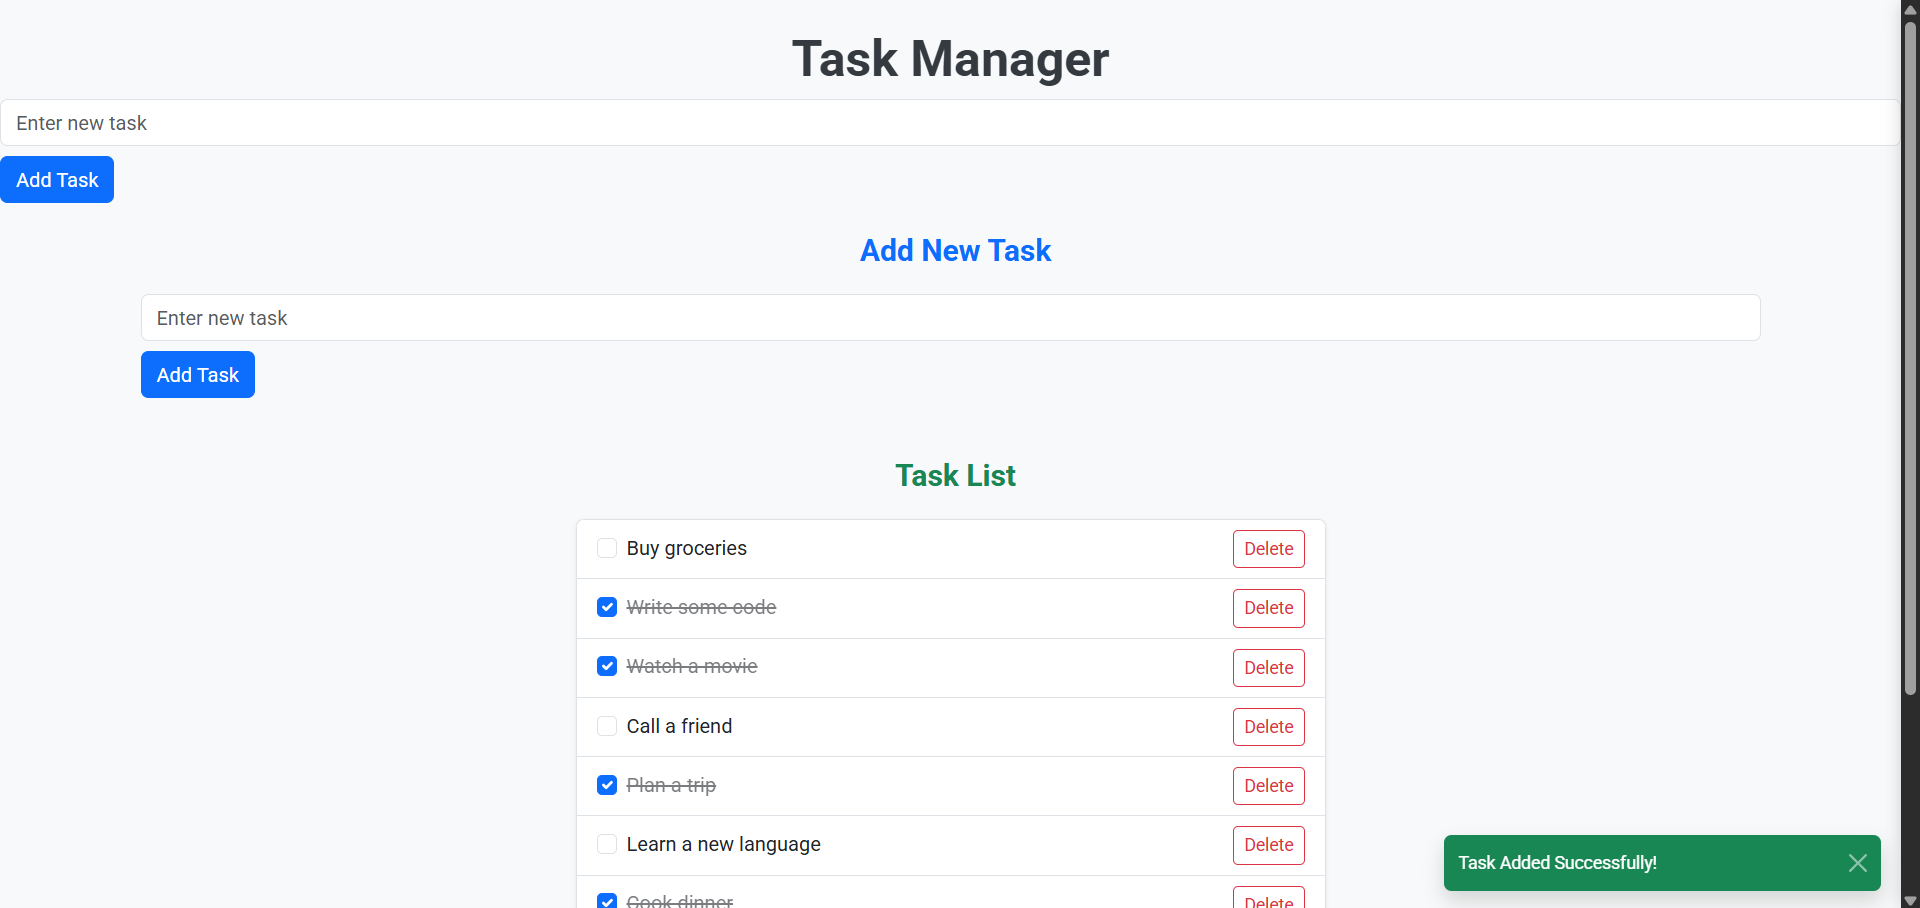 Task Manager
Enter new task
Add Task
Add New Task
Enter new task
Add Task
Task List
Buy groceries Delete
Write some code Delete
Watch a movie Delete
Call a friend Delete
Plan a trip Delete
Learn a new language Delete
Cook dinner Delete
Task Added Successfully!